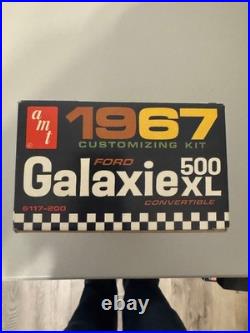 amt
1967
CUSTOMIZING KIT
FORD
Galaxie 500 XL
6117-200
CONVERTIBLE